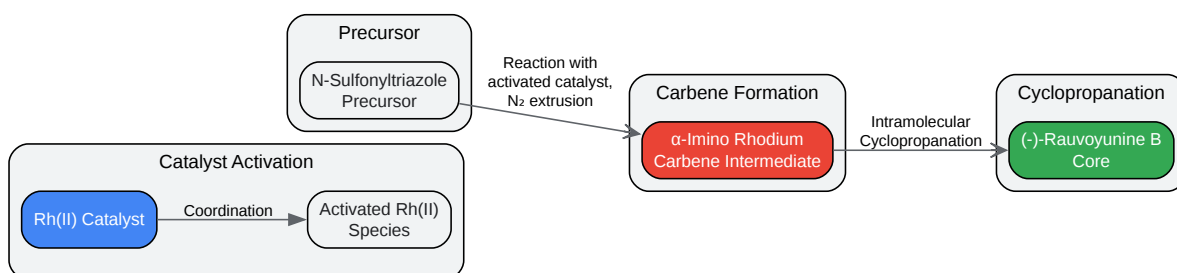 Precursor
N-Sulfonyltriazole
Precursor
Reaction with
activated catalyst,
N₂ extrusion
Carbene Formation
α-Imino Rhodium
Carbene Intermediate
Intramolecular
Cyclopropanation
Cyclopropanation
(-)-Rauvoyunine B
Core
Catalyst Activation
Rh(II) Catalyst
Coordination
Activated Rh(II)
Species